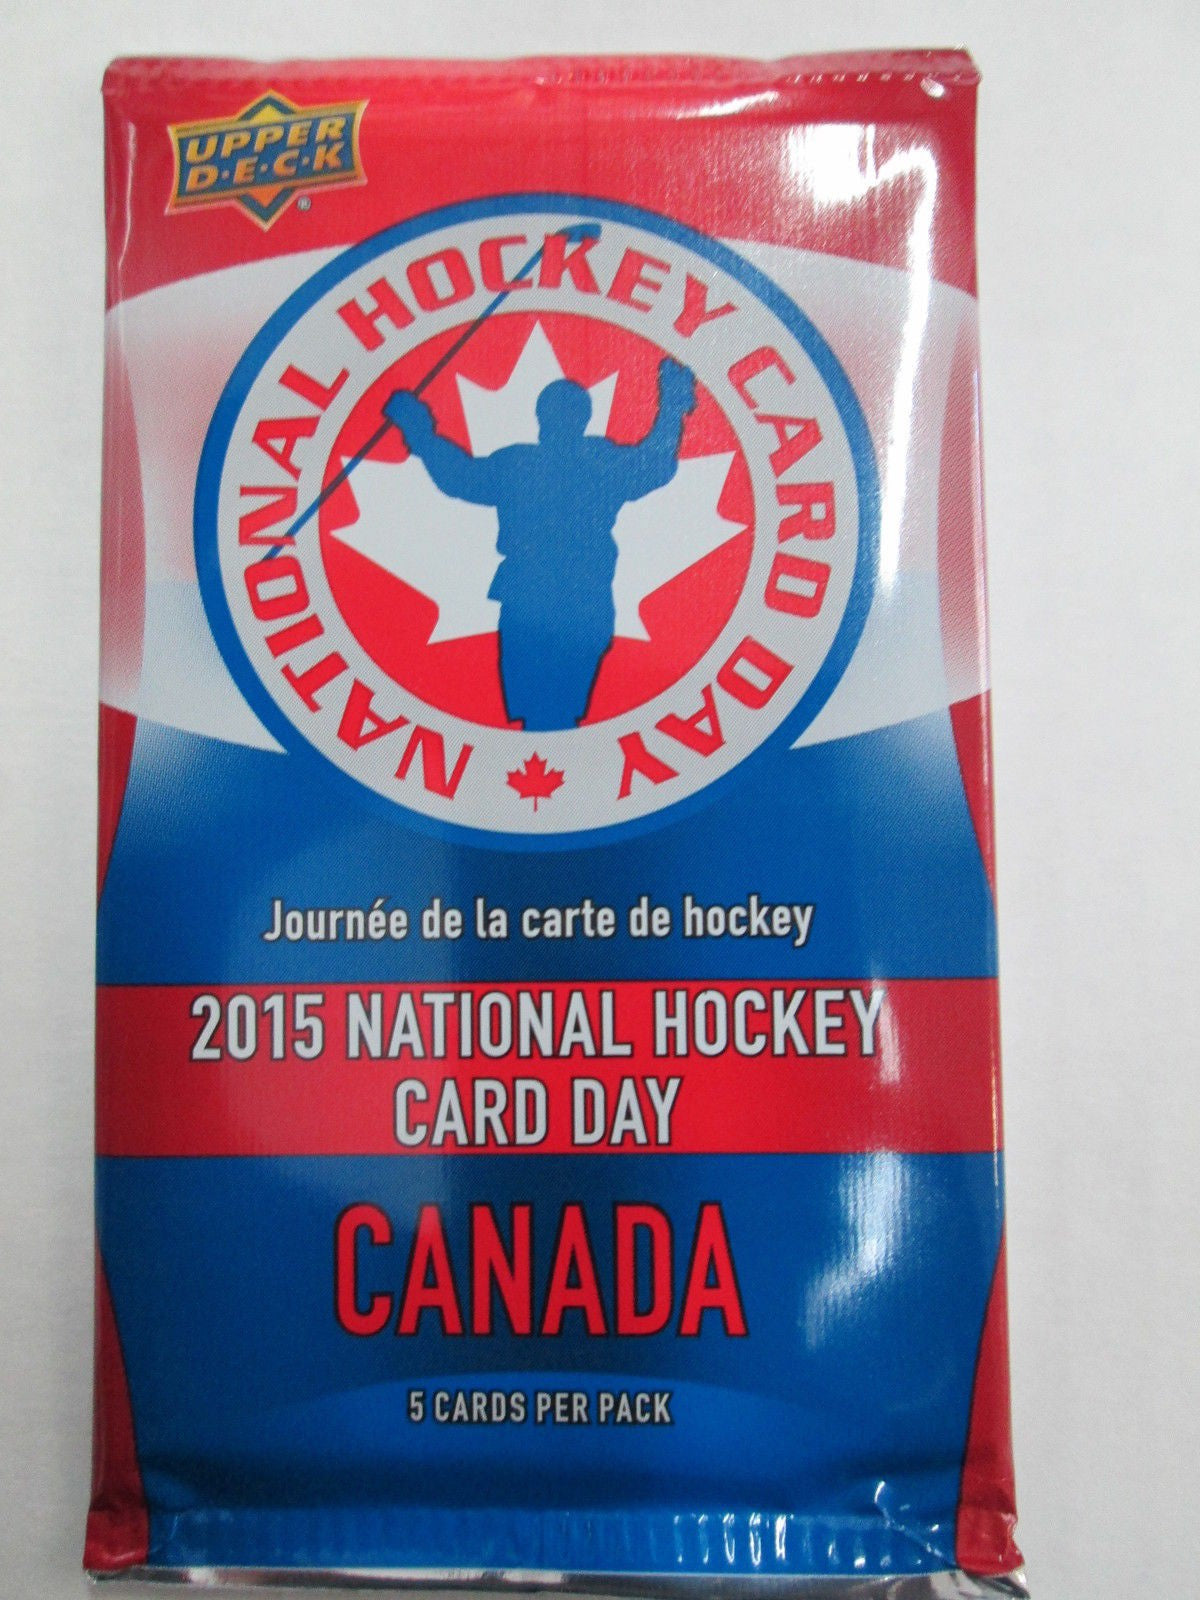 UPPER
D·E·C·K
®
NATIONAL HOCKEY CARD DAY
Journée de la carte de hockey
2015 NATIONAL HOCKEY
CARD DAY
CANADA
5 CARDS PER PACK